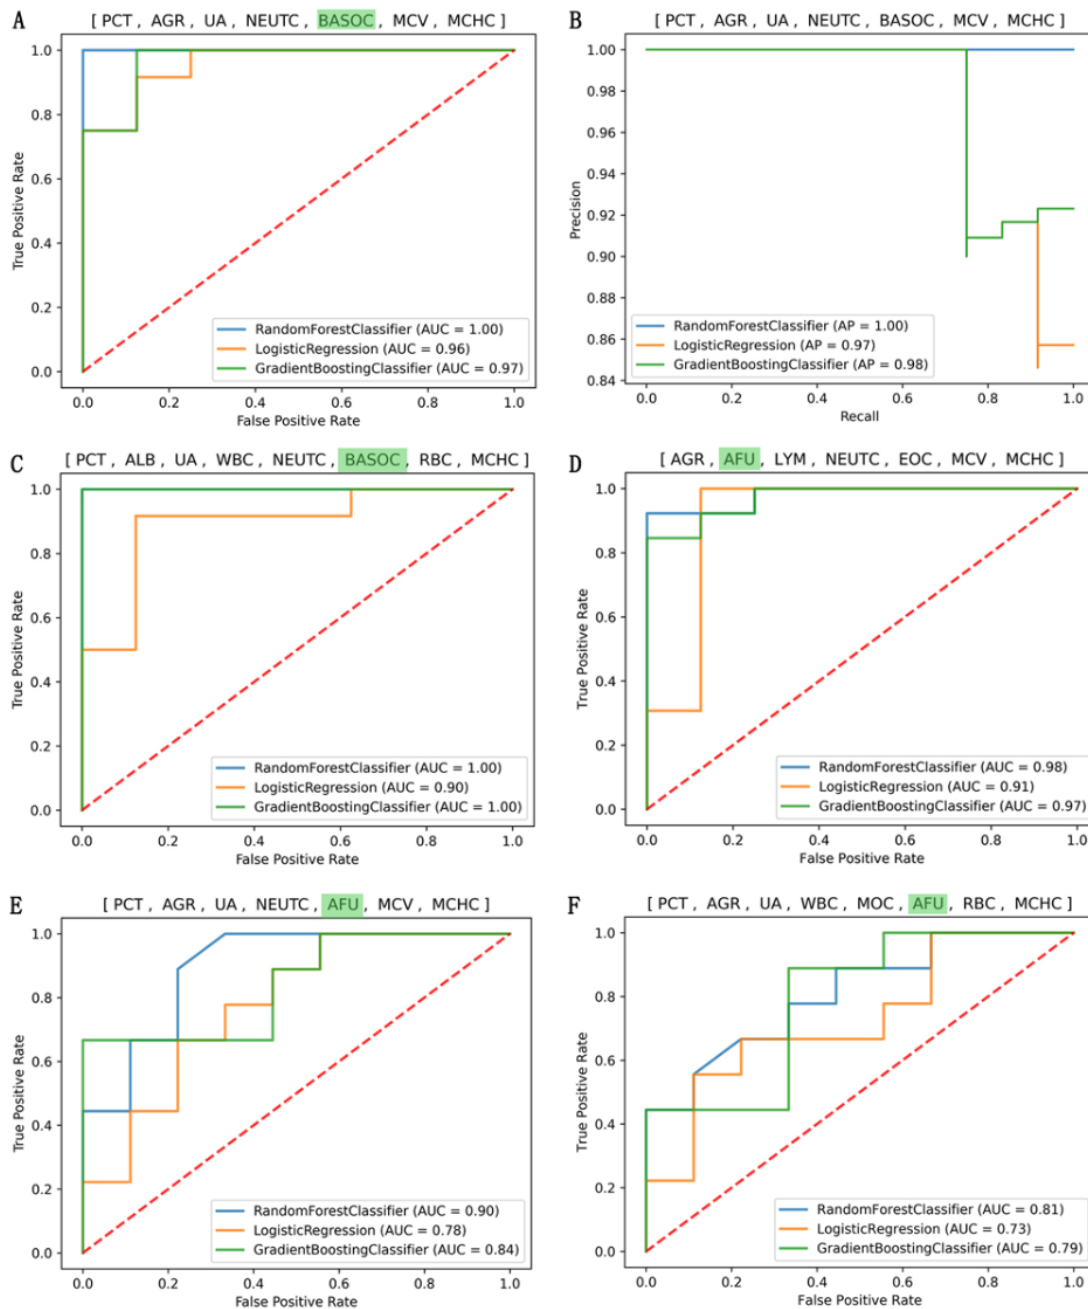 A
[ PCT , AGR , UA , NEUTC , BASOC , MCV , MCHC ]
1.0
0.8
0.6
0.4
0.2
0.0
True Positive Rate
RandomForestClassifier (AUC = 1.00)
LogisticRegression (AUC = 0.96)
GradientBoostingClassifier (AUC = 0.97)
0.0 0.2 0.4 0.6 0.8 1.0
False Positive Rate
B
[ PCT , AGR , UA , NEUTC , BASOC , MCV , MCHC ]
1.00
0.98
0.96
0.94
0.92
0.90
0.88
0.86
0.84
Precision
RandomForestClassifier (AP = 1.00)
LogisticRegression (AP = 0.97)
GradientBoostingClassifier (AP = 0.98)
0.0 0.2 0.4 0.6 0.8 1.0
Recall
C
[ PCT , ALB , UA , WBC , NEUTC , BASOC , RBC , MCHC ]
1.0
0.8
0.6
0.4
0.2
0.0
True Positive Rate
RandomForestClassifier (AUC = 1.00)
LogisticRegression (AUC = 0.90)
GradientBoostingClassifier (AUC = 1.00)
0.0 0.2 0.4 0.6 0.8 1.0
False Positive Rate
D
[ AGR , AFU , LYM , NEUTC , EOC , MCV , MCHC ]
1.0
0.8
0.6
0.4
0.2
0.0
True Positive Rate
RandomForestClassifier (AUC = 0.98)
LogisticRegression (AUC = 0.91)
GradientBoostingClassifier (AUC = 0.97)
0.0 0.2 0.4 0.6 0.8 1.0
False Positive Rate
E
[ PCT , AGR , UA , NEUTC , AFU , MCV , MCHC ]
1.0
0.8
0.6
0.4
0.2
0.0
True Positive Rate
RandomForestClassifier (AUC = 0.90)
LogisticRegression (AUC = 0.78)
GradientBoostingClassifier (AUC = 0.84)
0.0 0.2 0.4 0.6 0.8 1.0
False Positive Rate
F
[ PCT , AGR , UA , WBC , MOC , AFU , RBC , MCHC ]
1.0
0.8
0.6
0.4
0.2
0.0
True Positive Rate
RandomForestClassifier (AUC = 0.81)
LogisticRegression (AUC = 0.73)
GradientBoostingClassifier (AUC = 0.79)
0.0 0.2 0.4 0.6 0.8 1.0
False Positive Rate